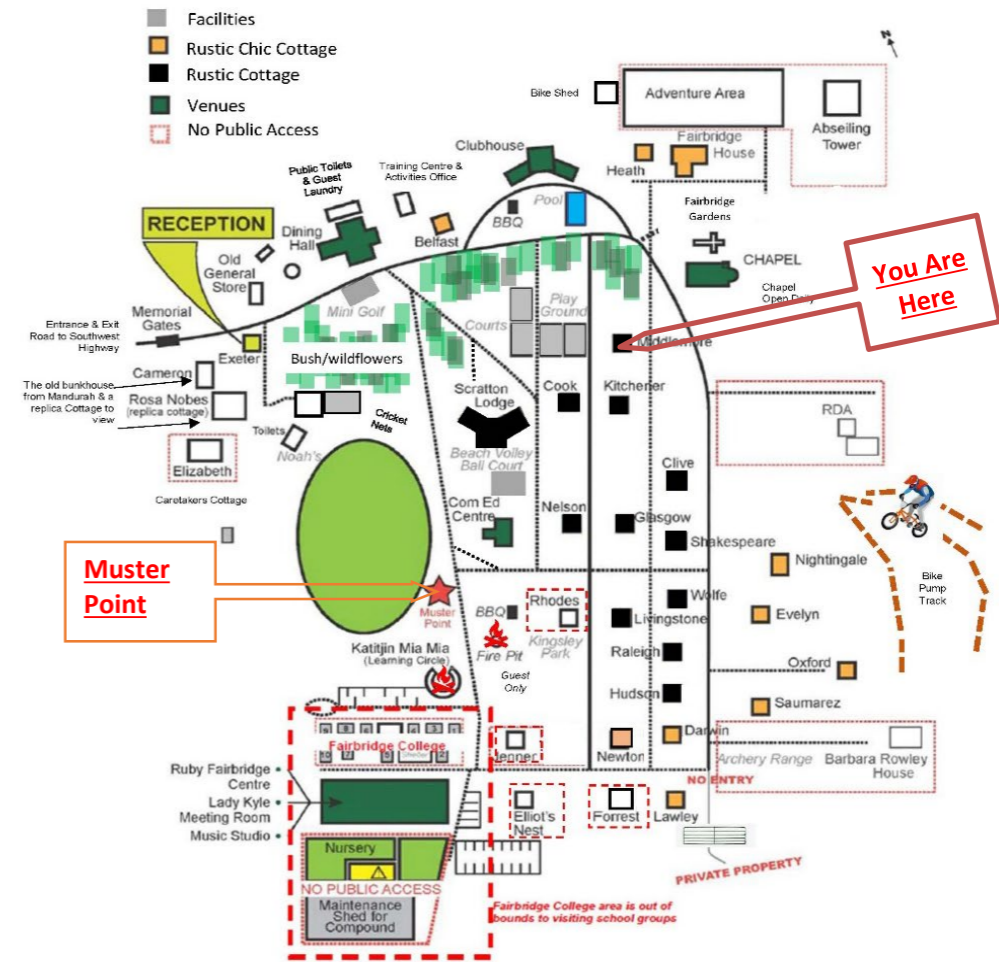 Facilities
Rustic Chic Cottage
Rustic Cottage
Venues
No Public Access
N
Bike Shed
Adventure Area
Abseiling
Tower
Fairbridge
House
Heath
Clubhouse
Pool
BBQ
Training Centre &
Activities Office
Public Toilets
& Guest
Laundry
Belfast
Dining
Hall
RECEPTION
Old
General
Store
Fairbridge
Gardens
CHAPEL
Chapel
You Are
Here
Memorial
Gates
Entrance & Exit
Road to Southwest
Highway
Mini Golf
Courts
Play
Ground
Exeter
Bush/wildflowers
Middlemore
Cameron
The old bunkhouse
from Mandurah & a
replica Cottage to
view
Rosa Nobes
(replica cottage)
Scratton
Lodge
Cook
Kitchener
RDA
Cricket
Nets
Toilets
Noah's
Elizabeth
Beach Volley
Ball Court
Clive
Caretakers Cottage
Com Ed
Centre
Nelson
Glasgow
Shakespeare
Nightingale
Bike
Pump
Track
Muster
Point
Muster
Point
BBQ
Rhodes
Wolfe
Livingstone
Evelyn
Kingsley
Park
Fire Pit
Guest
Only
Katitjin Mia Mia
(Learning Circle)
Raleigh
Oxford
Hudson
Saumarez
Fairbridge College
Jenner
Newton
Darwin
Archery Range
Barbara Rowley
House
NO ENTRY
Ruby Fairbridge
Centre
Lady Kyle
Meeting Room
Music Studio
Elliot's
Nest
Forrest
Lawley
PRIVATE PROPERTY
Nursery
NO PUBLIC ACCESS
Maintenance
Shed for
Compound
Fairbridge College area is out of
bounds to visiting school groups